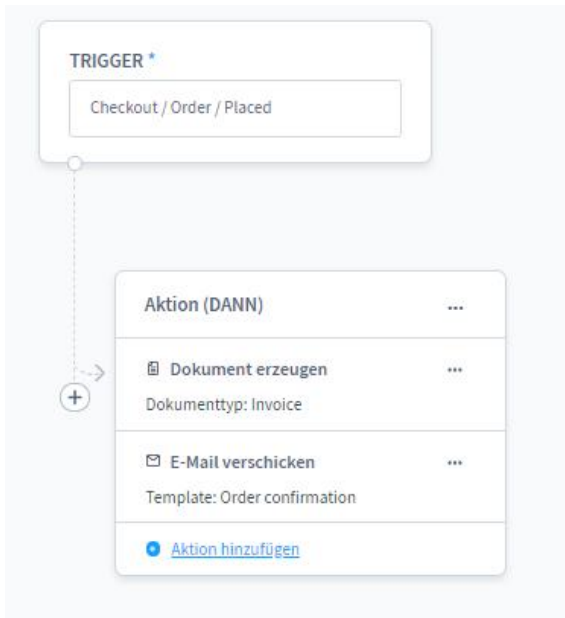 TRIGGER *
Checkout / Order / Placed
Aktion (DANN)
Dokument erzeugen
Dokumenttyp: Invoice
E-Mail verschicken
Template: Order confirmation
Aktion hinzufügen